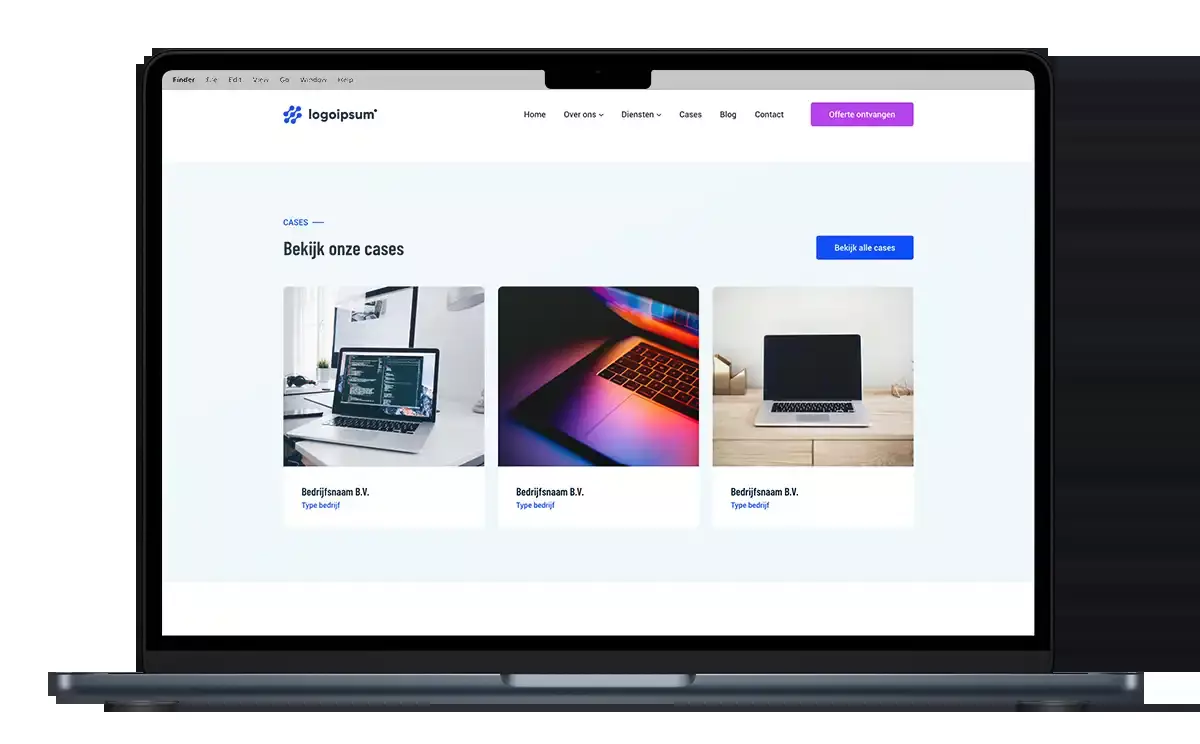 Finder File Edit View Go Window Help
logoipsum
Home Over ons Diensten Cases Blog Contact Offerte ontvangen
CASES
Bekijk onze cases
Bekijk alle cases
Bedrijfsnaam B.V. Bedrijfsnaam B.V. Bedrijfsnaam B.V.
Type bedrijf Type bedrijf Type bedrijf